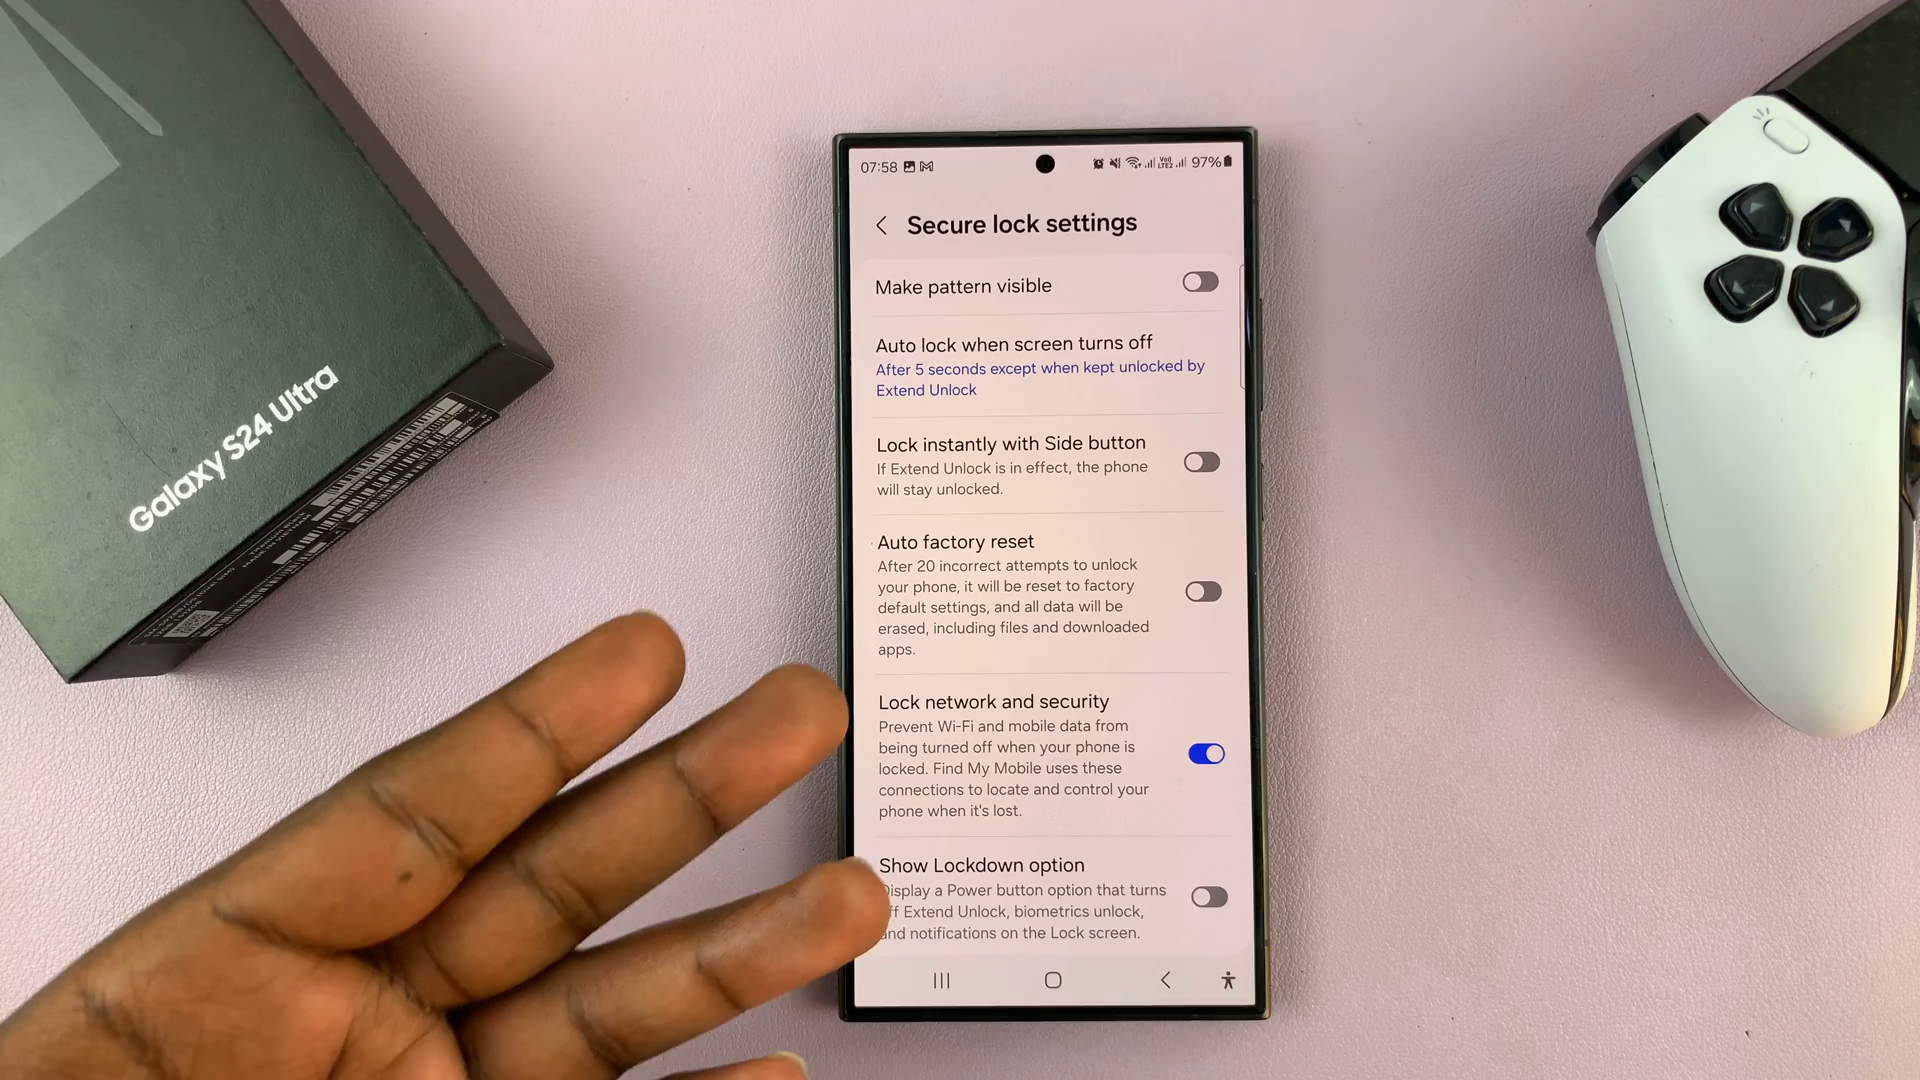 Galaxy S24 Ultra
07:58
97%
Secure lock settings
Make pattern visible
Auto lock when screen turns off
After 5 seconds except when kept unlocked by
Extend Unlock
Lock instantly with Side button
If Extend Unlock is in effect, the phone
will stay unlocked.
Auto factory reset
After 20 incorrect attempts to unlock
your phone, it will be reset to factory
default settings, and all data will be
erased, including files and downloaded
apps.
Lock network and security
Prevent Wi-Fi and mobile data from
being turned off when your phone is
locked. Find My Mobile uses these
connections to locate and control your
phone when it's lost.
Show Lockdown option
Display a Power button option that turns
off Extend Unlock, biometrics unlock,
and notifications on the Lock screen.